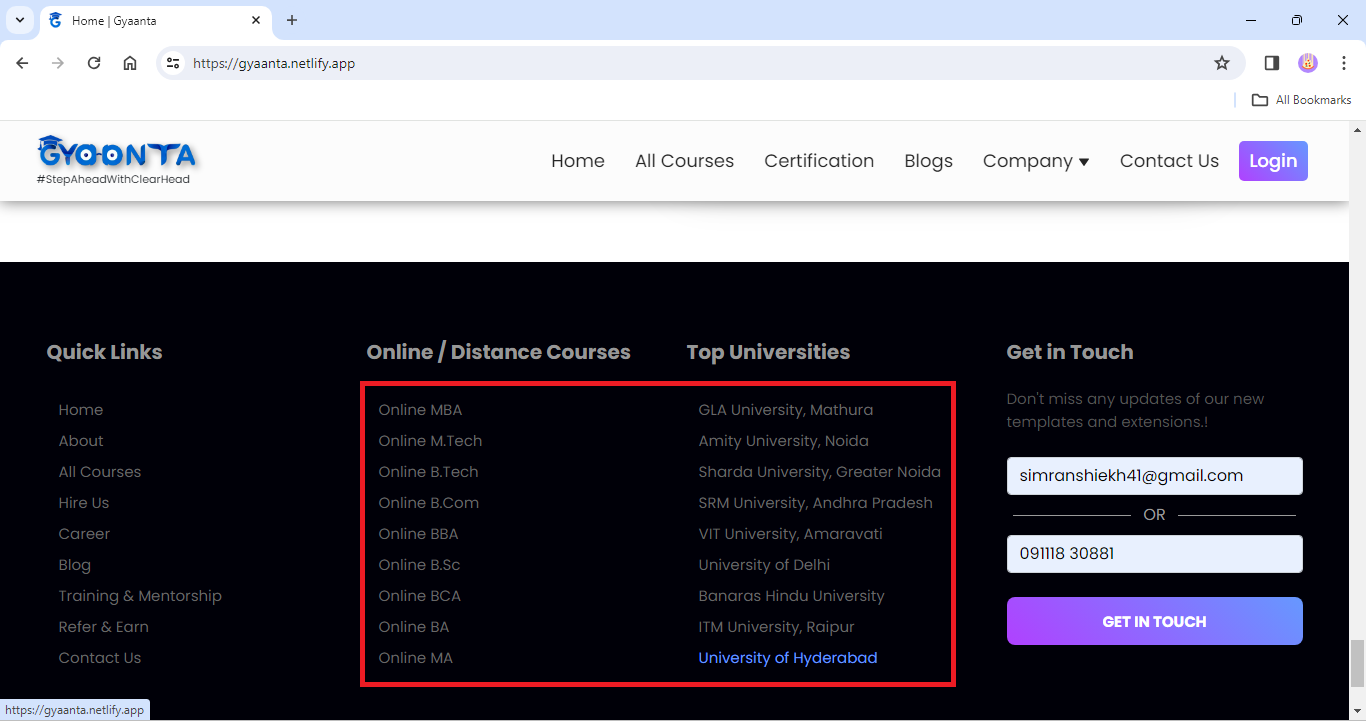 Home | Gyaanta
https://gyaanta.netlify.app
All Bookmarks
GYAANTA
#StepAheadWithClearHead
Home All Courses Certification Blogs Company ▼ Contact Us Login
Quick Links
Home
About
All Courses
Hire Us
Career
Blog
Training & Mentorship
Refer & Earn
Contact Us
Online / Distance Courses
Online MBA
Online M.Tech
Online B.Tech
Online B.Com
Online BBA
Online B.Sc
Online BCA
Online BA
Online MA
Top Universities
GLA University, Mathura
Amity University, Noida
Sharda University, Greater Noida
SRM University, Andhra Pradesh
VIT University, Amaravati
University of Delhi
Banaras Hindu University
ITM University, Raipur
University of Hyderabad
Get in Touch
Don't miss any updates of our new
templates and extensions.!
simranshiekh41@gmail.com
OR
091118 30881
GET IN TOUCH
https://gyaanta.netlify.app